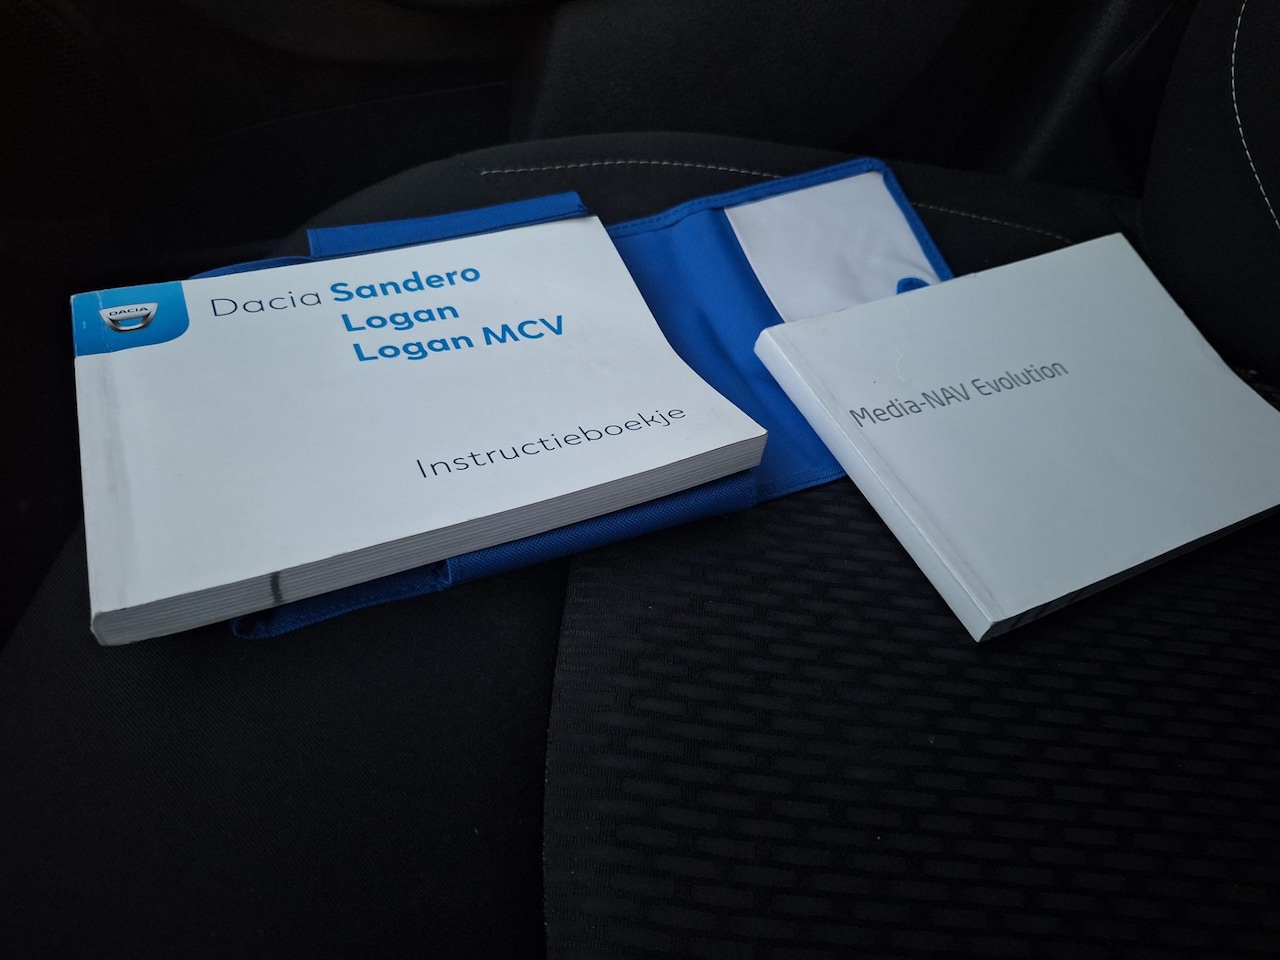 DACIA
Dacia Sandero
Logan
Logan MCV
Instructieboekje
Media-NAV Evolution